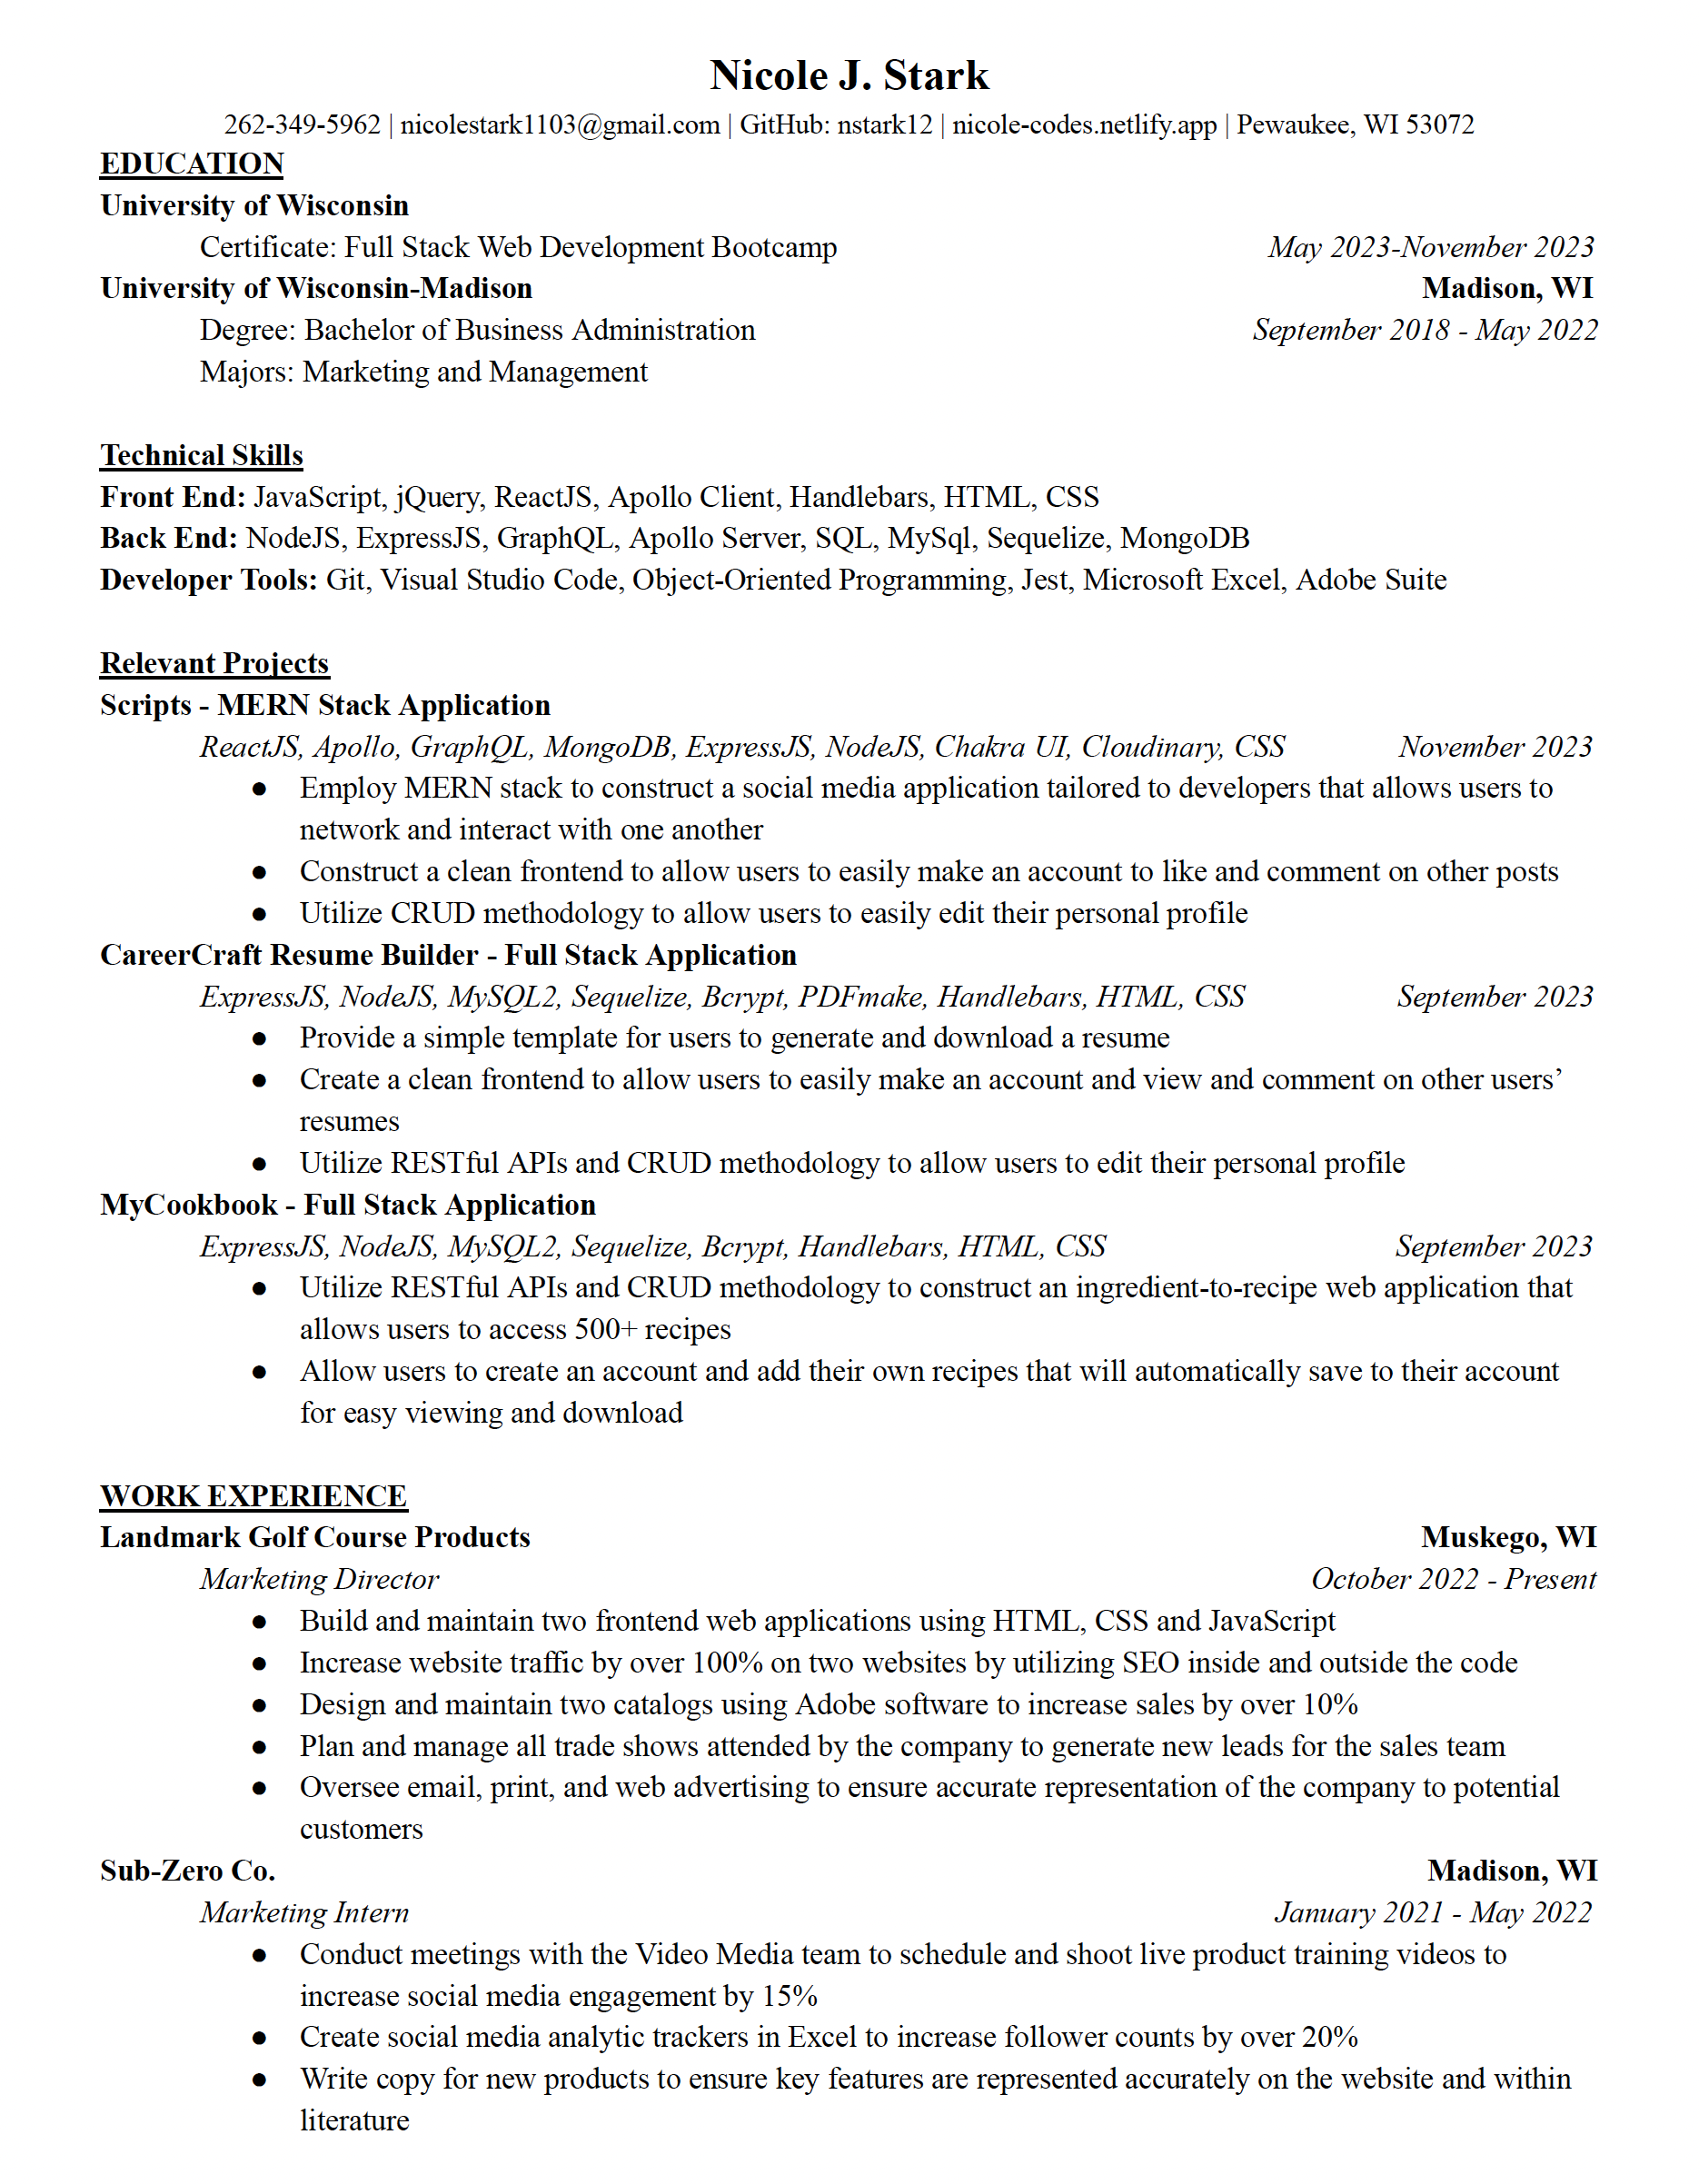 Nicole J. Stark
262-349-5962 | nicolestark1103@gmail.com | GitHub: nstark12 | nicole-codes.netlify.app | Pewaukee, WI 53072
EDUCATION
University of Wisconsin
Certificate: Full Stack Web Development Bootcamp May 2023-November 2023
University of Wisconsin-Madison Madison, WI
Degree: Bachelor of Business Administration September 2018 - May 2022
Majors: Marketing and Management
Technical Skills
Front End: JavaScript, jQuery, ReactJS, Apollo Client, Handlebars, HTML, CSS
Back End: NodeJS, ExpressJS, GraphQL, Apollo Server, SQL, MySql, Sequelize, MongoDB
Developer Tools: Git, Visual Studio Code, Object-Oriented Programming, Jest, Microsoft Excel, Adobe Suite
Relevant Projects
Scripts - MERN Stack Application
ReactJS, Apollo, GraphQL, MongoDB, ExpressJS, NodeJS, Chakra UI, Cloudinary, CSS November 2023
● Employ MERN stack to construct a social media application tailored to developers that allows users to
network and interact with one another
● Construct a clean frontend to allow users to easily make an account to like and comment on other posts
● Utilize CRUD methodology to allow users to easily edit their personal profile
CareerCraft Resume Builder - Full Stack Application
ExpressJS, NodeJS, MySQL2, Sequelize, Bcrypt, PDFmake, Handlebars, HTML, CSS September 2023
● Provide a simple template for users to generate and download a resume
● Create a clean frontend to allow users to easily make an account and view and comment on other users’
resumes
● Utilize RESTful APIs and CRUD methodology to allow users to edit their personal profile
MyCookbook - Full Stack Application
ExpressJS, NodeJS, MySQL2, Sequelize, Bcrypt, Handlebars, HTML, CSS September 2023
● Utilize RESTful APIs and CRUD methodology to construct an ingredient-to-recipe web application that
allows users to access 500+ recipes
● Allow users to create an account and add their own recipes that will automatically save to their account
for easy viewing and download
WORK EXPERIENCE
Landmark Golf Course Products Muskego, WI
Marketing Director October 2022 - Present
● Build and maintain two frontend web applications using HTML, CSS and JavaScript
● Increase website traffic by over 100% on two websites by utilizing SEO inside and outside the code
● Design and maintain two catalogs using Adobe software to increase sales by over 10%
● Plan and manage all trade shows attended by the company to generate new leads for the sales team
● Oversee email, print, and web advertising to ensure accurate representation of the company to potential
customers
Sub-Zero Co. Madison, WI
Marketing Intern January 2021 - May 2022
● Conduct meetings with the Video Media team to schedule and shoot live product training videos to
increase social media engagement by 15%
● Create social media analytic trackers in Excel to increase follower counts by over 20%
● Write copy for new products to ensure key features are represented accurately on the website and within
literature